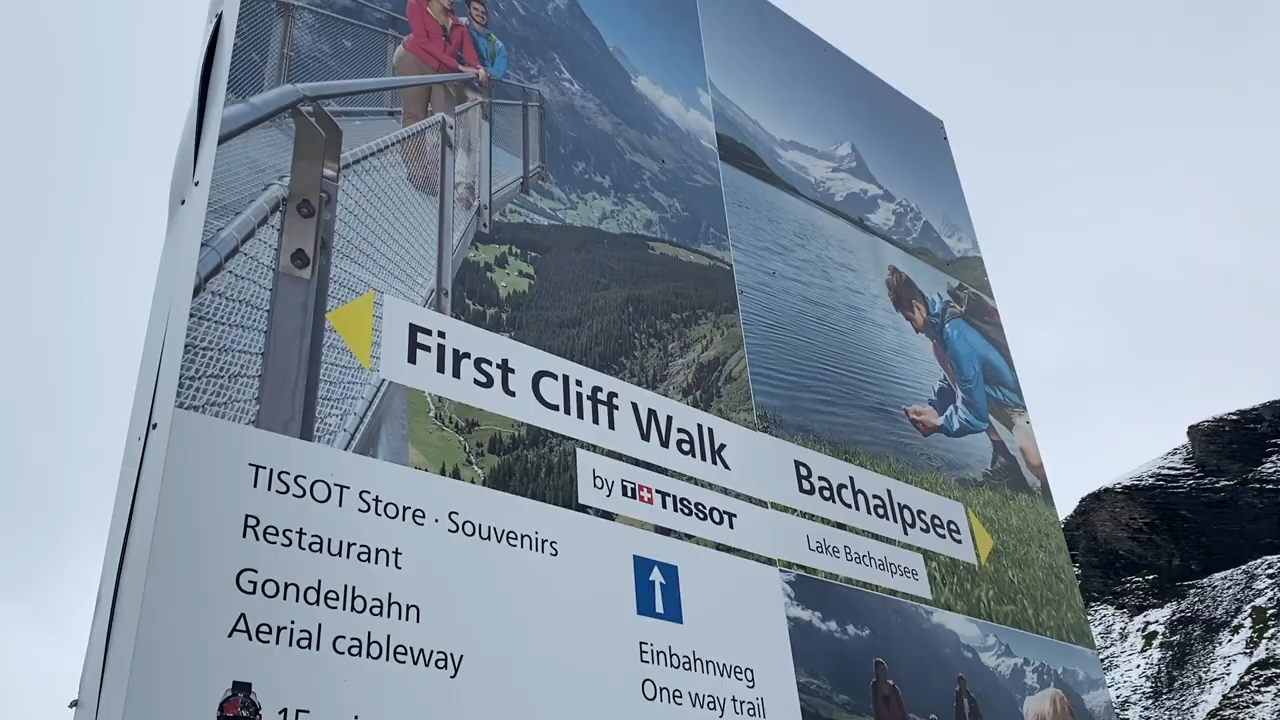 First Cliff Walk
by TISSOT
Bachalpsee
Lake Bachalpsee
TISSOT Store · Souvenirs
Restaurant
Gondelbahn
Aerial cableway
Einbahnweg
One way trail